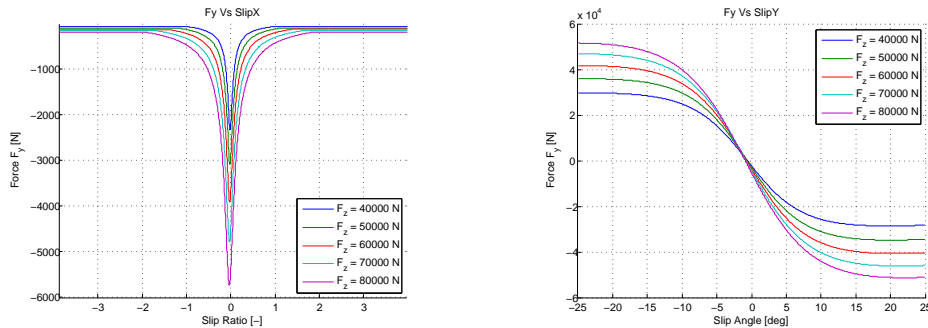 Fy Vs SlipX
−1000
−2000
−3000
−4000
−5000
−6000
Force F_y [N]
−3 −2 −1 0 1 2 3
Slip Ratio [−]
F_z = 40000 N
F_z = 50000 N
F_z = 60000 N
F_z = 70000 N
F_z = 80000 N
Fy Vs SlipY
x 10^4
6
4
2
0
−2
−4
−6
Force F_y [N]
−25 −20 −15 −10 −5 0 5 10 15 20 25
Slip Angle [deg]
F_z = 40000 N
F_z = 50000 N
F_z = 60000 N
F_z = 70000 N
F_z = 80000 N